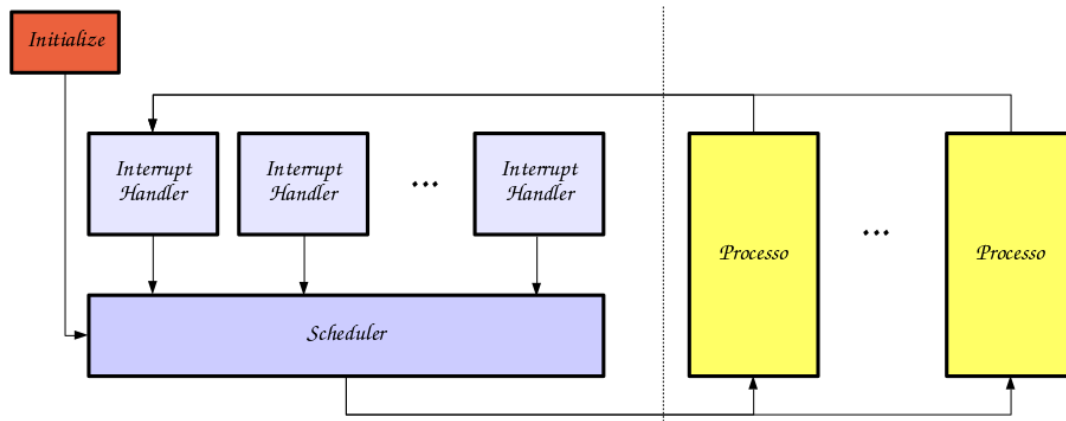 Initialize
Interrupt
Handler
Interrupt
Handler
...
Interrupt
Handler
Processo
...
Processo
Scheduler